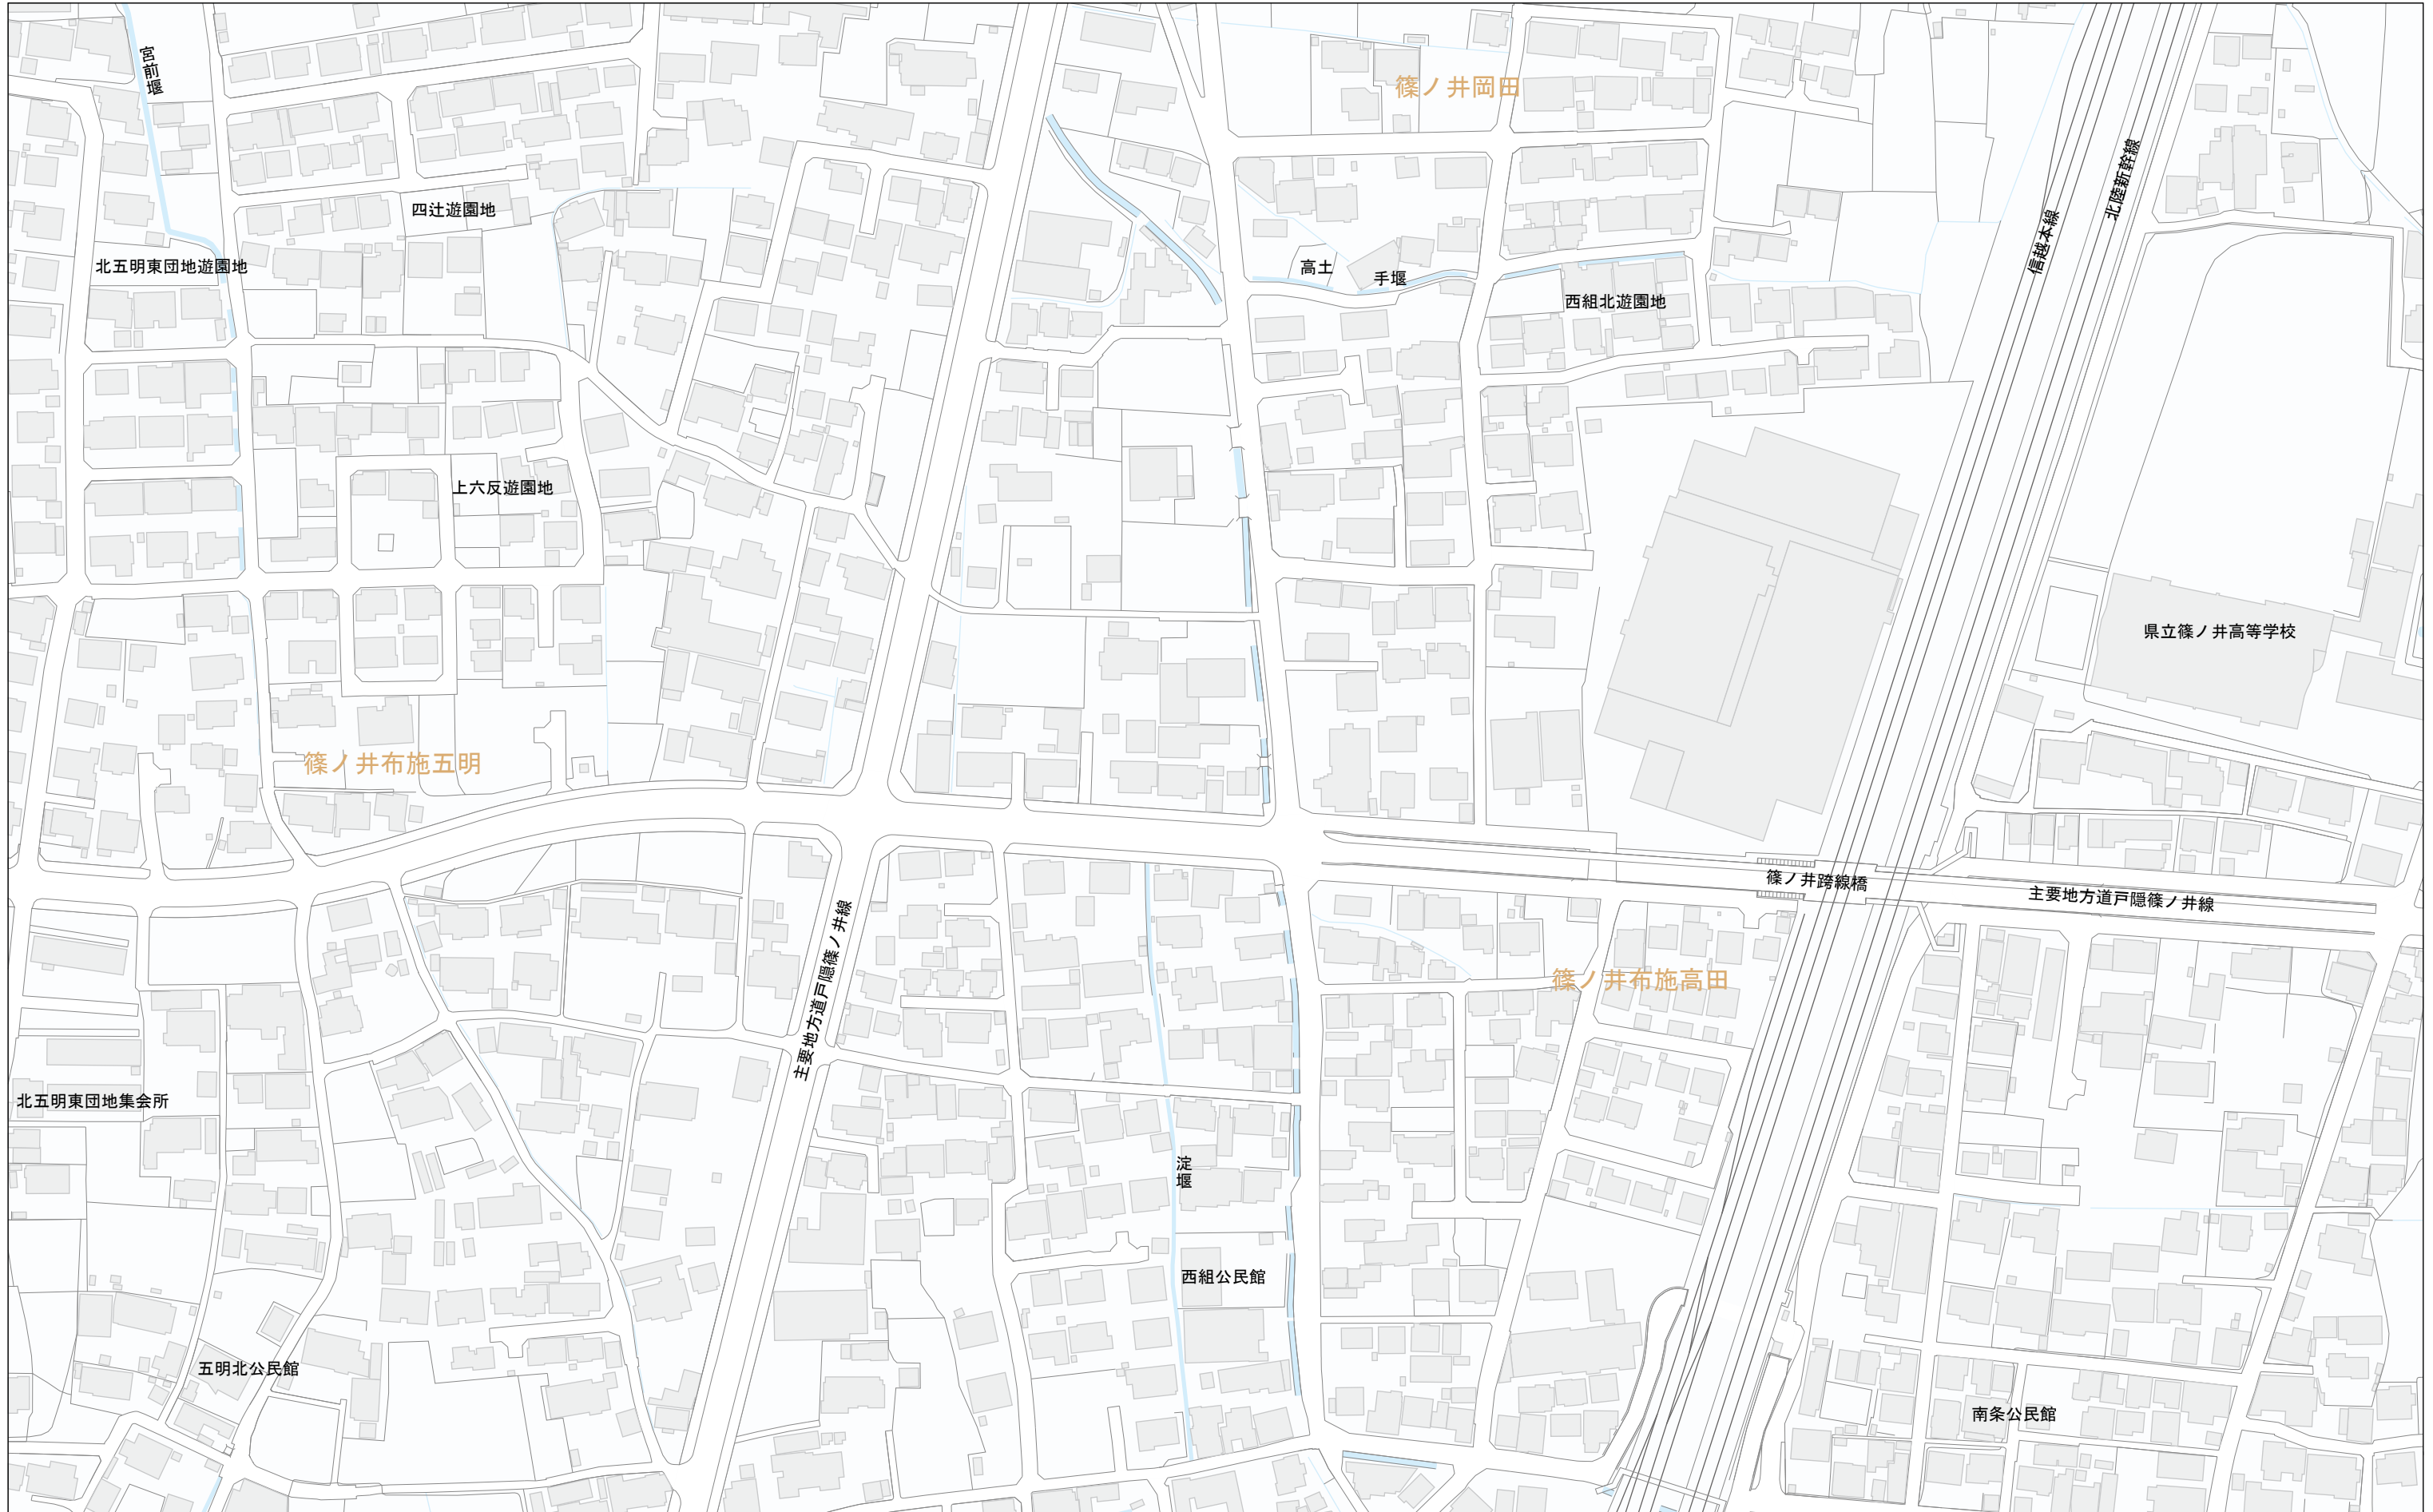 宮前堰
篠ノ井岡田
北陸新幹線
四辻遊園地
信越本線
北五明東団地遊園地
高土
手堰
西組北遊園地
上六反遊園地
県立篠ノ井高等学校
篠ノ井布施五明
篠ノ井跨線橋
主要地方道戸隠篠ノ井線
主要地方道戸隠篠ノ井線
篠ノ井布施高田
北五明東団地集会所
淀堰
西組公民館
五明北公民館
南条公民館